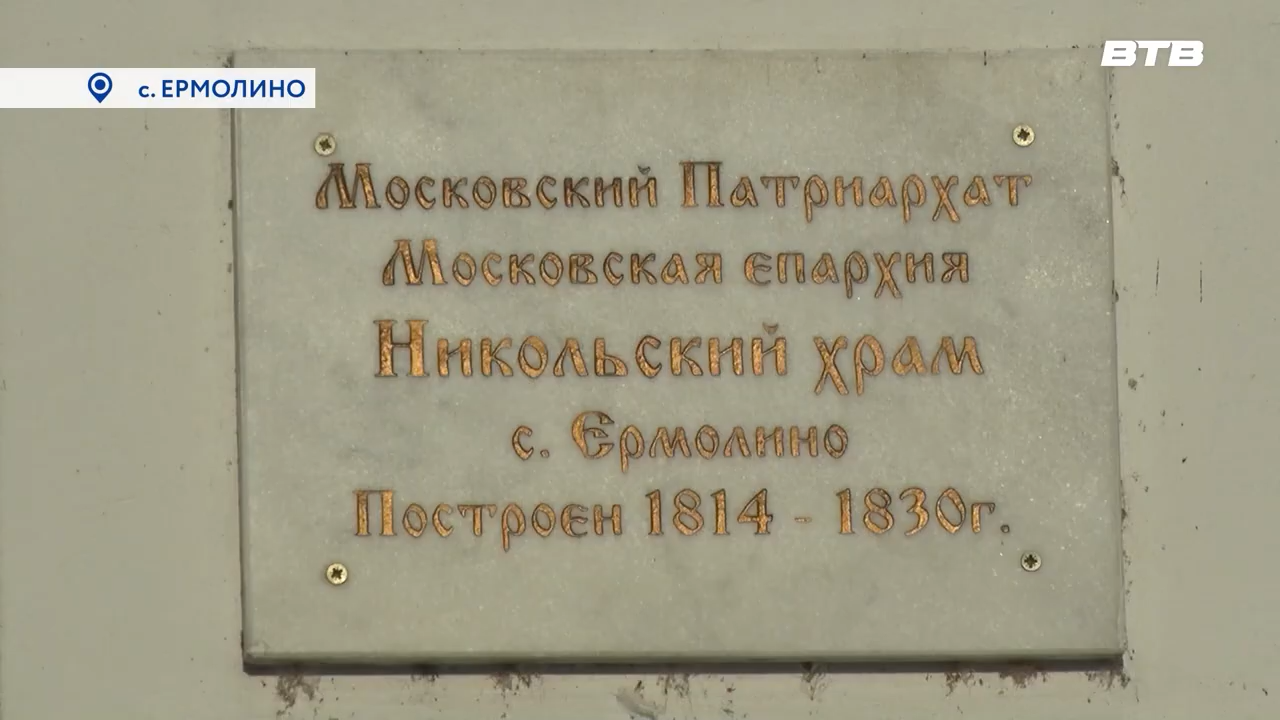 с. ЕРМОЛИНО
ВТВ
Московский Патриархат
Московская епархия
Никольский храм
с. Ермолино
Построен 1814 - 1830г.